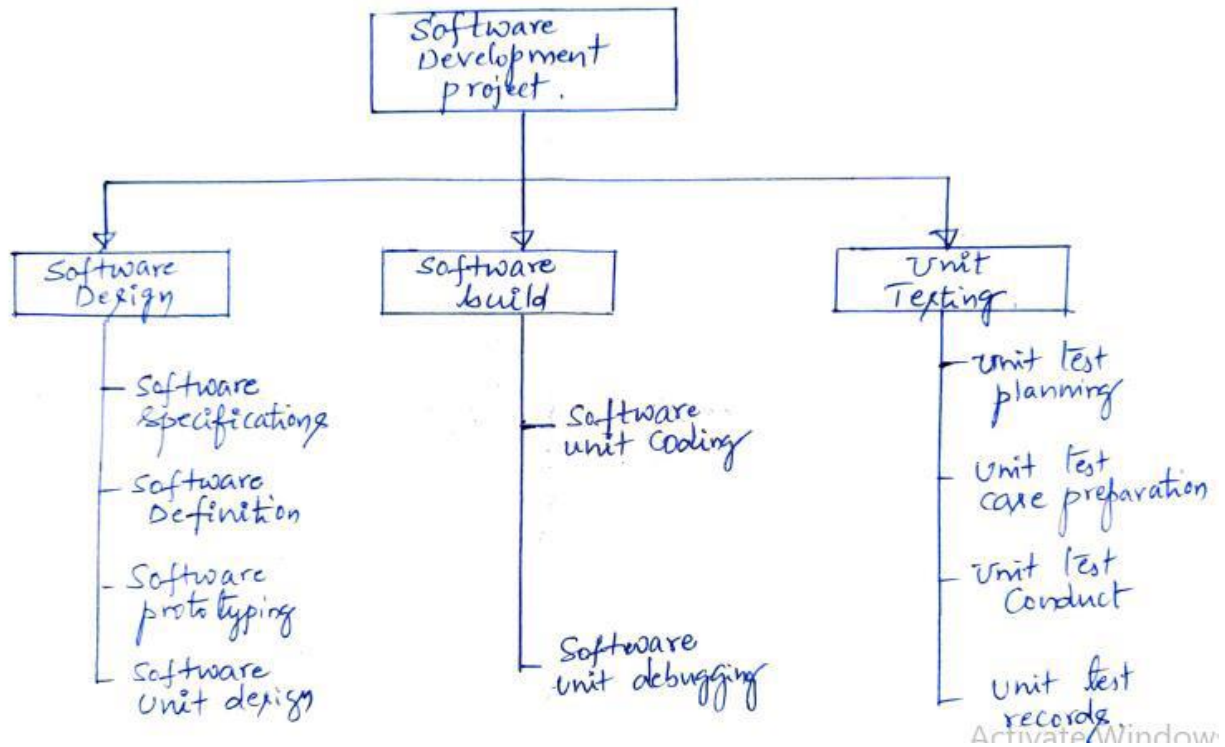 Software
Development
project.
Software
Design
Software
build
Unit
Testing.
Software
specifications
Software
Definition
Software
prototyping
Software
Unit design
Software
unit coding
Software
unit debugging
Unit test
planning
Unit test
case preparation
Unit test
Conduct
Unit test
records.
Activate Windows